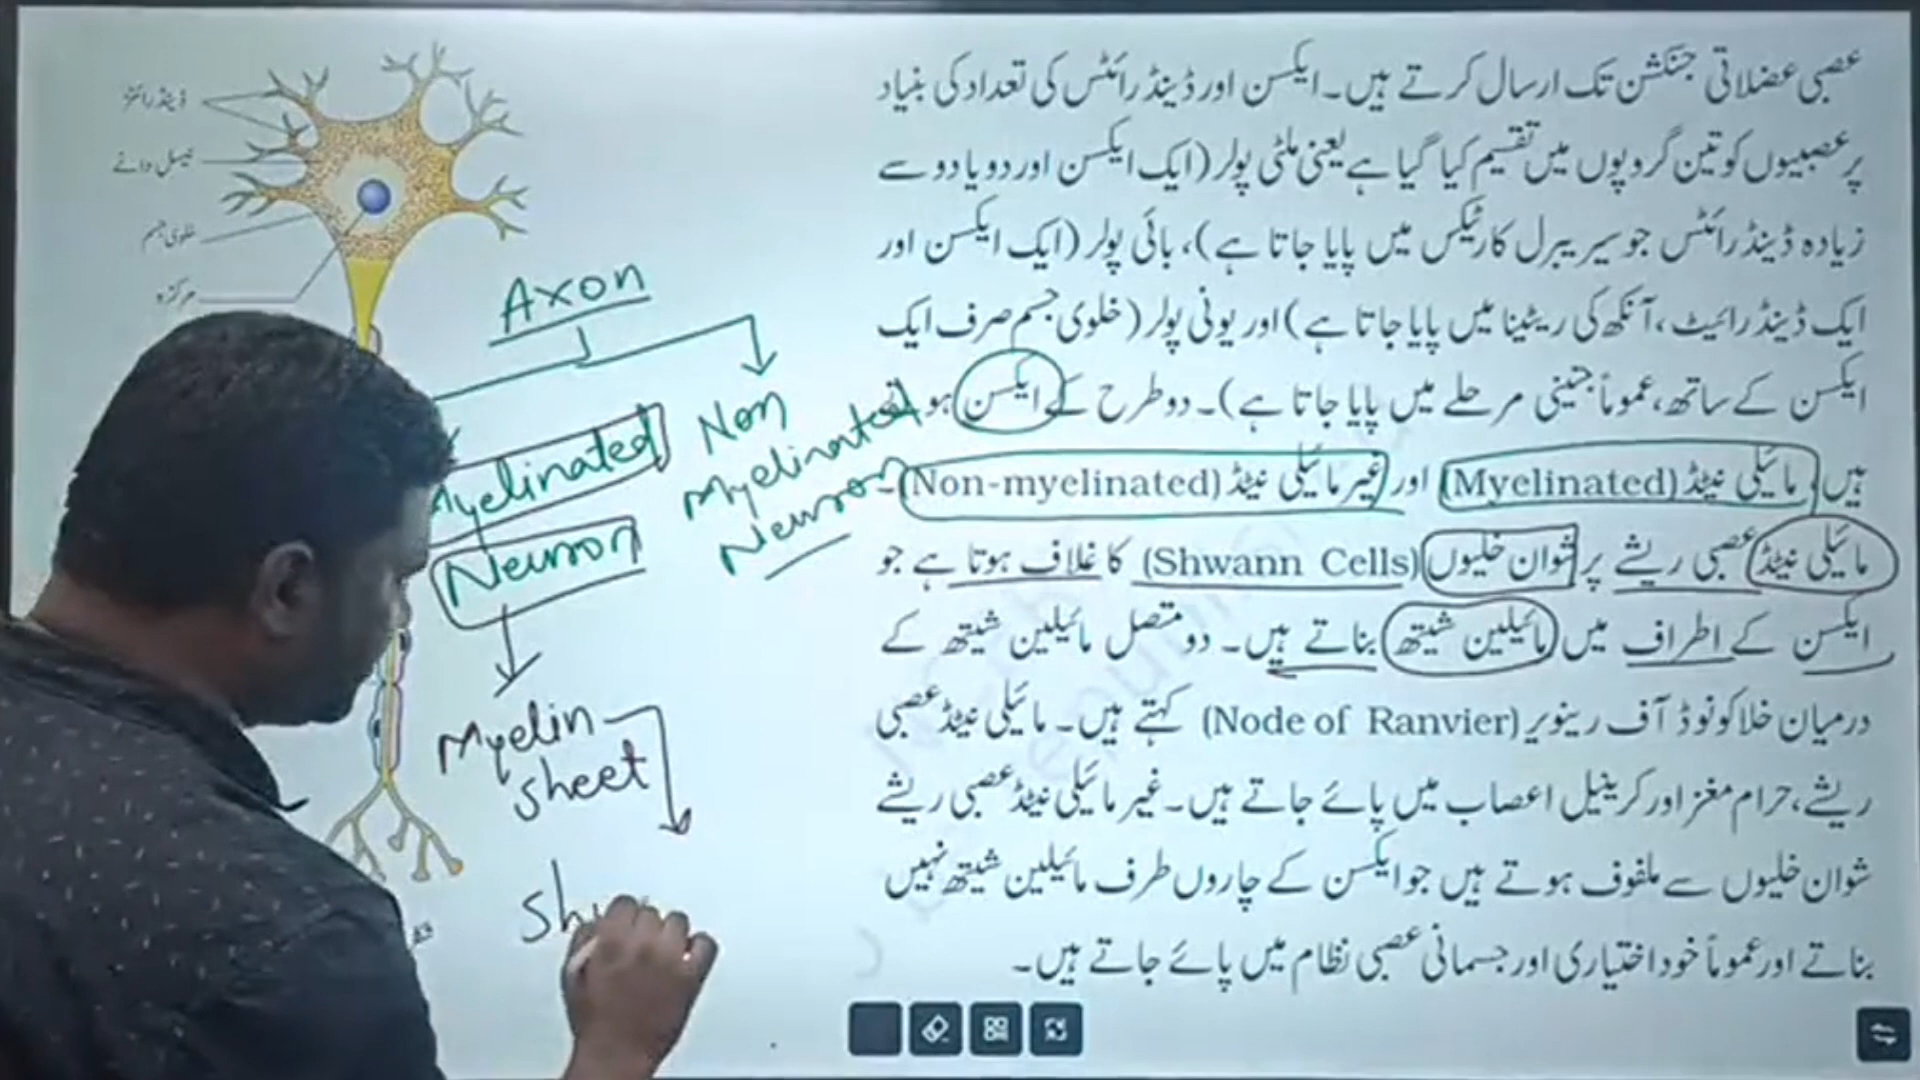 ڈینڈرائٹز
نیسل دانے
خلوی جسم
مرکزہ
Axon
Myelinated
Neuron
Non
Myelinated
Neuron
Myelin
sheet
عصبی عضلاتی جنکشن تک ارسال کرتے ہیں۔ ایکسن اور ڈینڈرائٹس کی تعداد کی بنیاد
پر عصبیوں کو تین گروپوں میں تقسیم کیا گیا ہے یعنی ملٹی پولر (ایک ایکسن اور دو یا دو سے
زیادہ ڈینڈرائٹس جو سیریبرل کارٹیکس میں پایا جاتا ہے)، بائی پولر (ایک ایکسن اور
ایک ڈینڈرائیٹ، آنکھ کی ریٹینا میں پایا جاتا ہے) اور یونی پولر (خلوی جسم صرف ایک
ایکسن کے ساتھ، عموماً جنینی مرحلے میں پایا جاتا ہے)۔ دو طرح کے ایکسن ہوتے
ہیں، مائیلی نیٹڈ (Myelinated) اور غیر مائیلی نیٹڈ (Non-myelinated)۔
مائیلی نیٹڈ عصبی ریشے پر شوان خلیوں (Shwann Cells) کا غلاف ہوتا ہے جو
ایکسن کے اطراف میں مائیلین شیتھ بناتے ہیں۔ دو متصل مائیلین شیتھ کے
درمیان خلا کو نوڈ آف رینویر (Node of Ranvier) کہتے ہیں۔ مائیلی نیٹڈ عصبی
ریشے، حرام مغز اور کرینیل اعصاب میں پائے جاتے ہیں۔ غیر مائیلی نیٹڈ عصبی ریشے
شوان خلیوں سے ملفوف ہوتے ہیں جو ایکسن کے چاروں طرف مائیلین شیتھ نہیں
بناتے اور عموماً خود اختیاری اور جسمانی عصبی نظام میں پائے جاتے ہیں۔